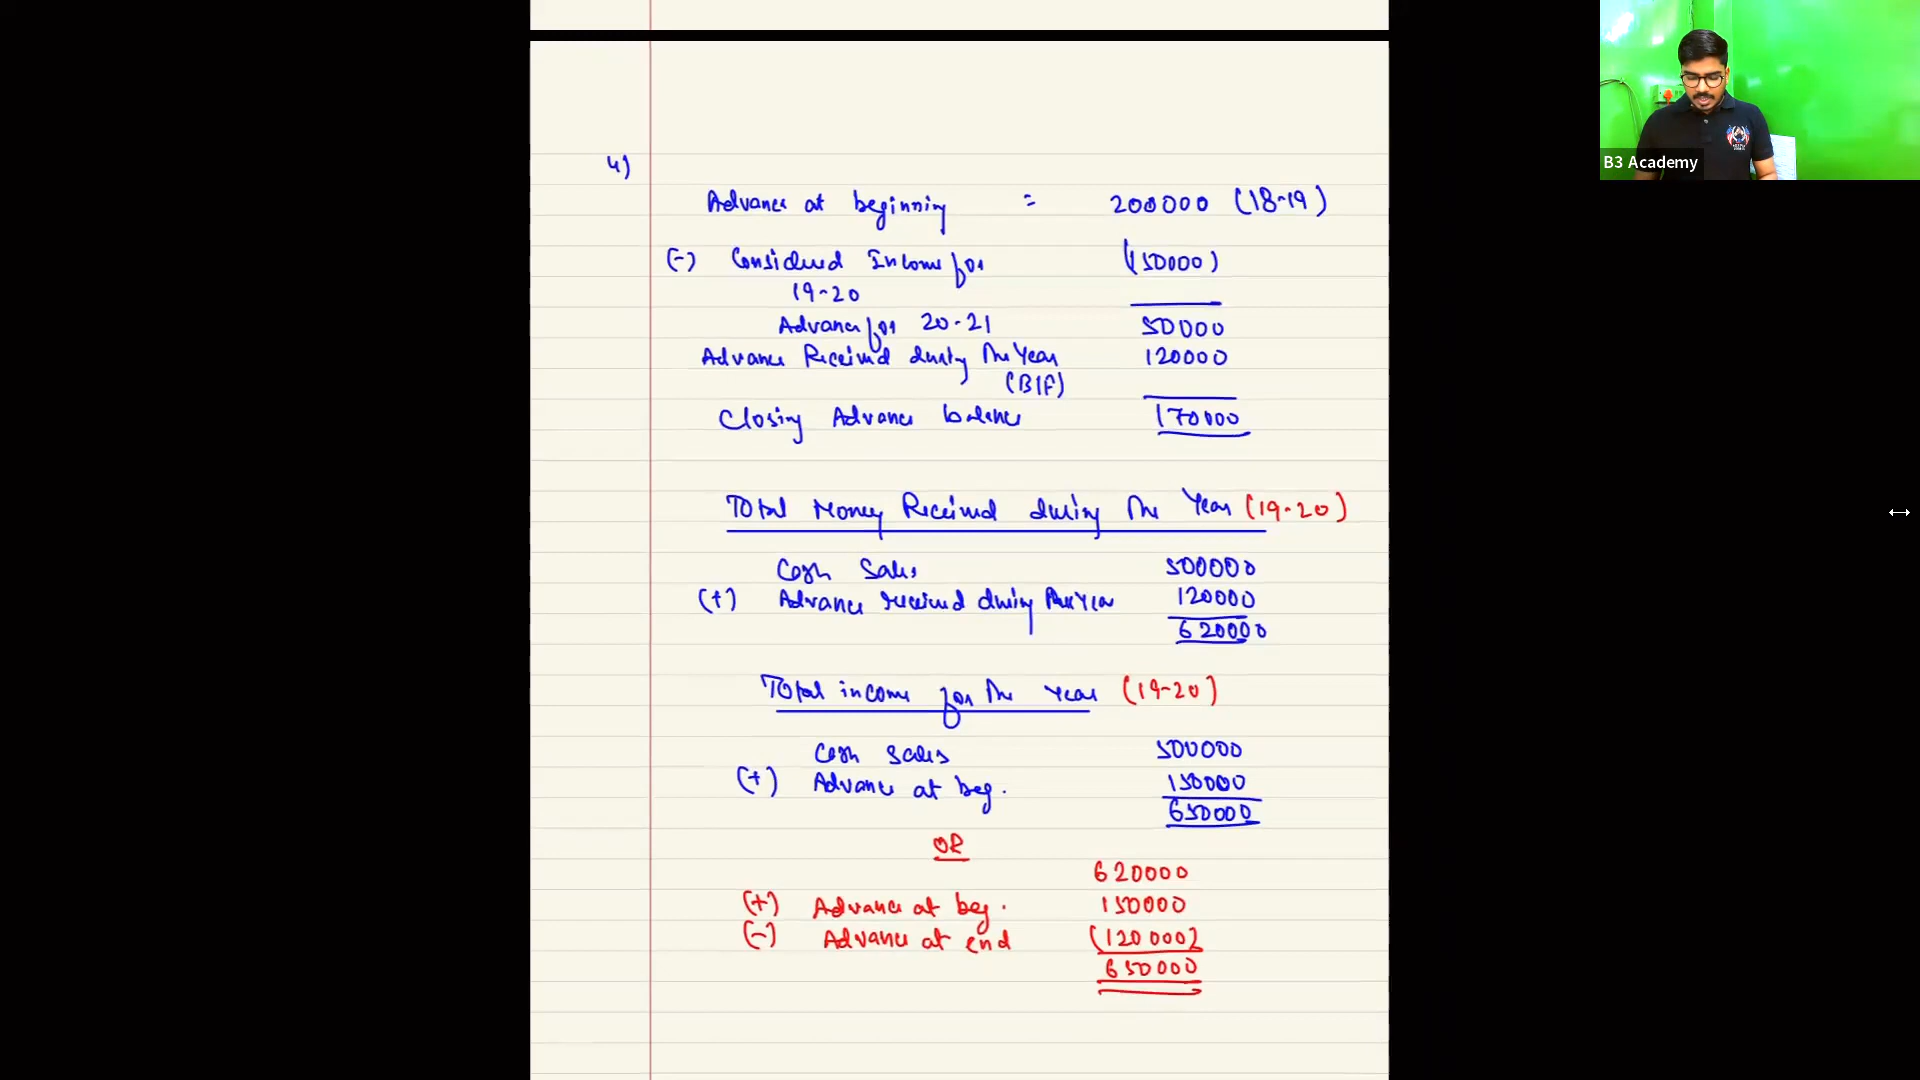 4)
Advance at beginning = 200000 (18-19)
(-) Considered Income for (150000)
19-20
Advance for 20-21 50000
Advance Received during the Year 120000
(B/F)
Closing Advance balance 170000
Total Money Received during the Year (19-20)
Cash Sales 500000
(+) Advance received during the Year 120000
620000
Total income for the Year (19-20)
Cash Sales 500000
(+) Advance at beg. 150000
650000
OR
620000
(+) Advance at beg. 150000
(-) Advance at end (120000)
650000
B3 Academy